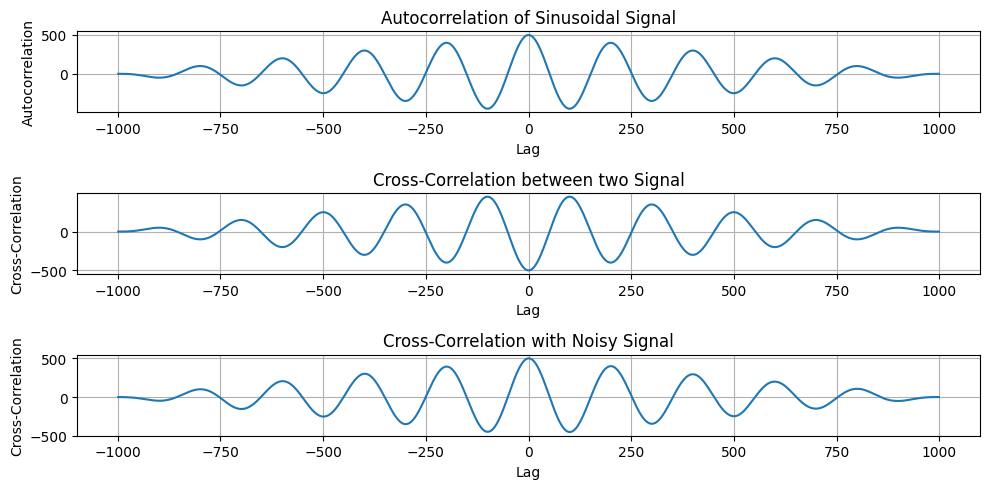 Autocorrelation of Sinusoidal Signal
Autocorrelation
500
0
−1000 −750 −500 −250 0 250 500 750 1000
Lag
Cross-Correlation between two Signal
Cross-Correlation
0
−500
−1000 −750 −500 −250 0 250 500 750 1000
Lag
Cross-Correlation with Noisy Signal
Cross-Correlation
500
0
−500
−1000 −750 −500 −250 0 250 500 750 1000
Lag